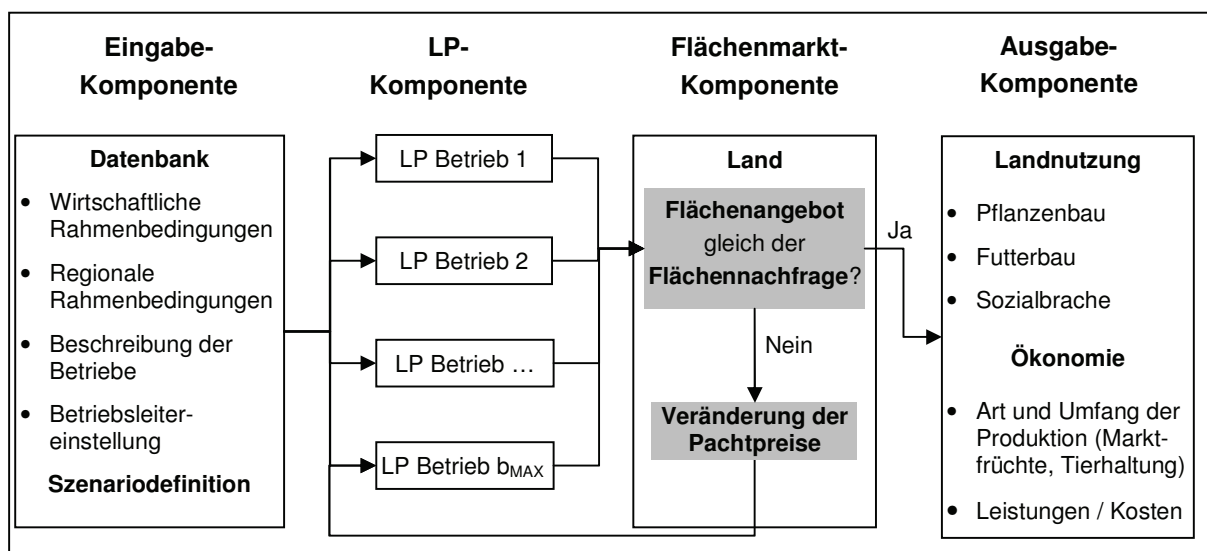 Eingabe-
Komponente
LP-
Komponente
Flächenmarkt-
Komponente
Ausgabe-
Komponente
Datenbank
• Wirtschaftliche
Rahmenbedingungen
• Regionale
Rahmenbedingungen
• Beschreibung der
Betriebe
• Betriebsleiter-
einstellung
Szenariodefinition
LP Betrieb 1
LP Betrieb 2
LP Betrieb …
LP Betrieb bMAX
Land
Flächenangebot
gleich der
Flächennachfrage?
Ja
Nein
Veränderung der
Pachtpreise
Landnutzung
• Pflanzenbau
• Futterbau
• Sozialbrache
Ökonomie
• Art und Umfang der
Produktion (Markt-
früchte, Tierhaltung)
• Leistungen / Kosten